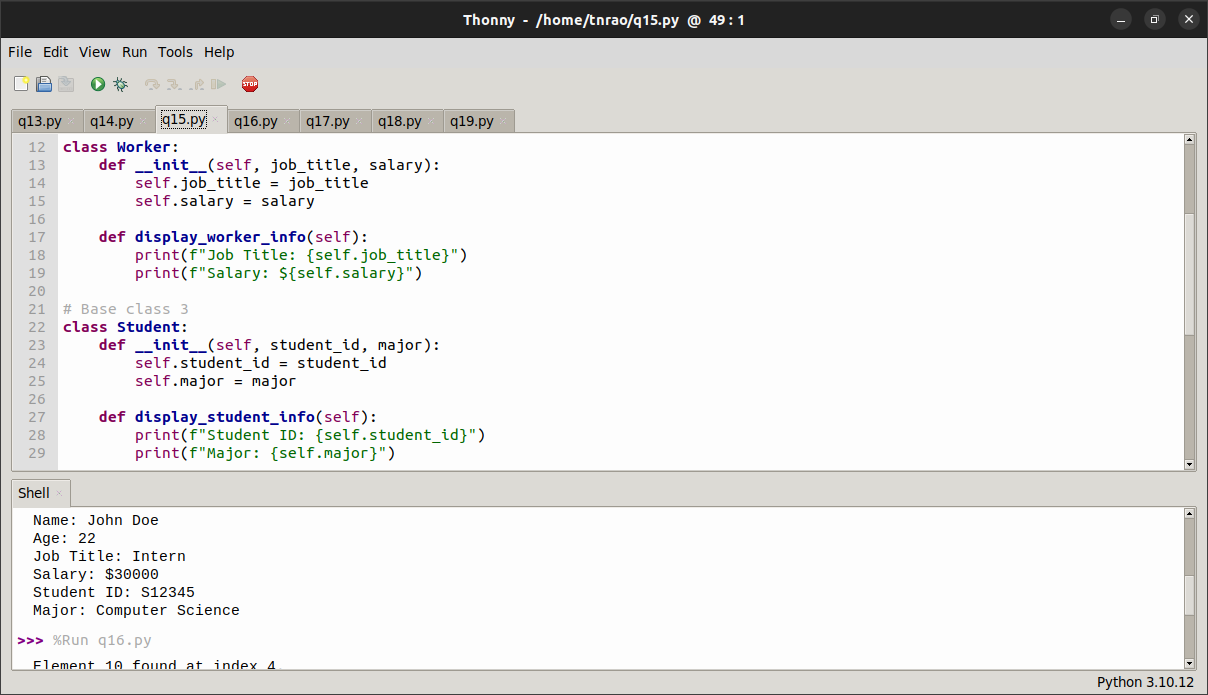 Thonny - /home/tnrao/q15.py @ 49 : 1
File Edit View Run Tools Help
STOP
q13.py q14.py q15.py q16.py q17.py q18.py q19.py
12 class Worker:
13     def __init__(self, job_title, salary):
14         self.job_title = job_title
15         self.salary = salary
16
17     def display_worker_info(self):
18         print(f"Job Title: {self.job_title}")
19         print(f"Salary: ${self.salary}")
20
21 # Base class 3
22 class Student:
23     def __init__(self, student_id, major):
24         self.student_id = student_id
25         self.major = major
26
27     def display_student_info(self):
28         print(f"Student ID: {self.student_id}")
29         print(f"Major: {self.major}")
Shell
Name: John Doe
Age: 22
Job Title: Intern
Salary: $30000
Student ID: S12345
Major: Computer Science
>>> %Run q16.py
Element 10 found at index 4.
Python 3.10.12